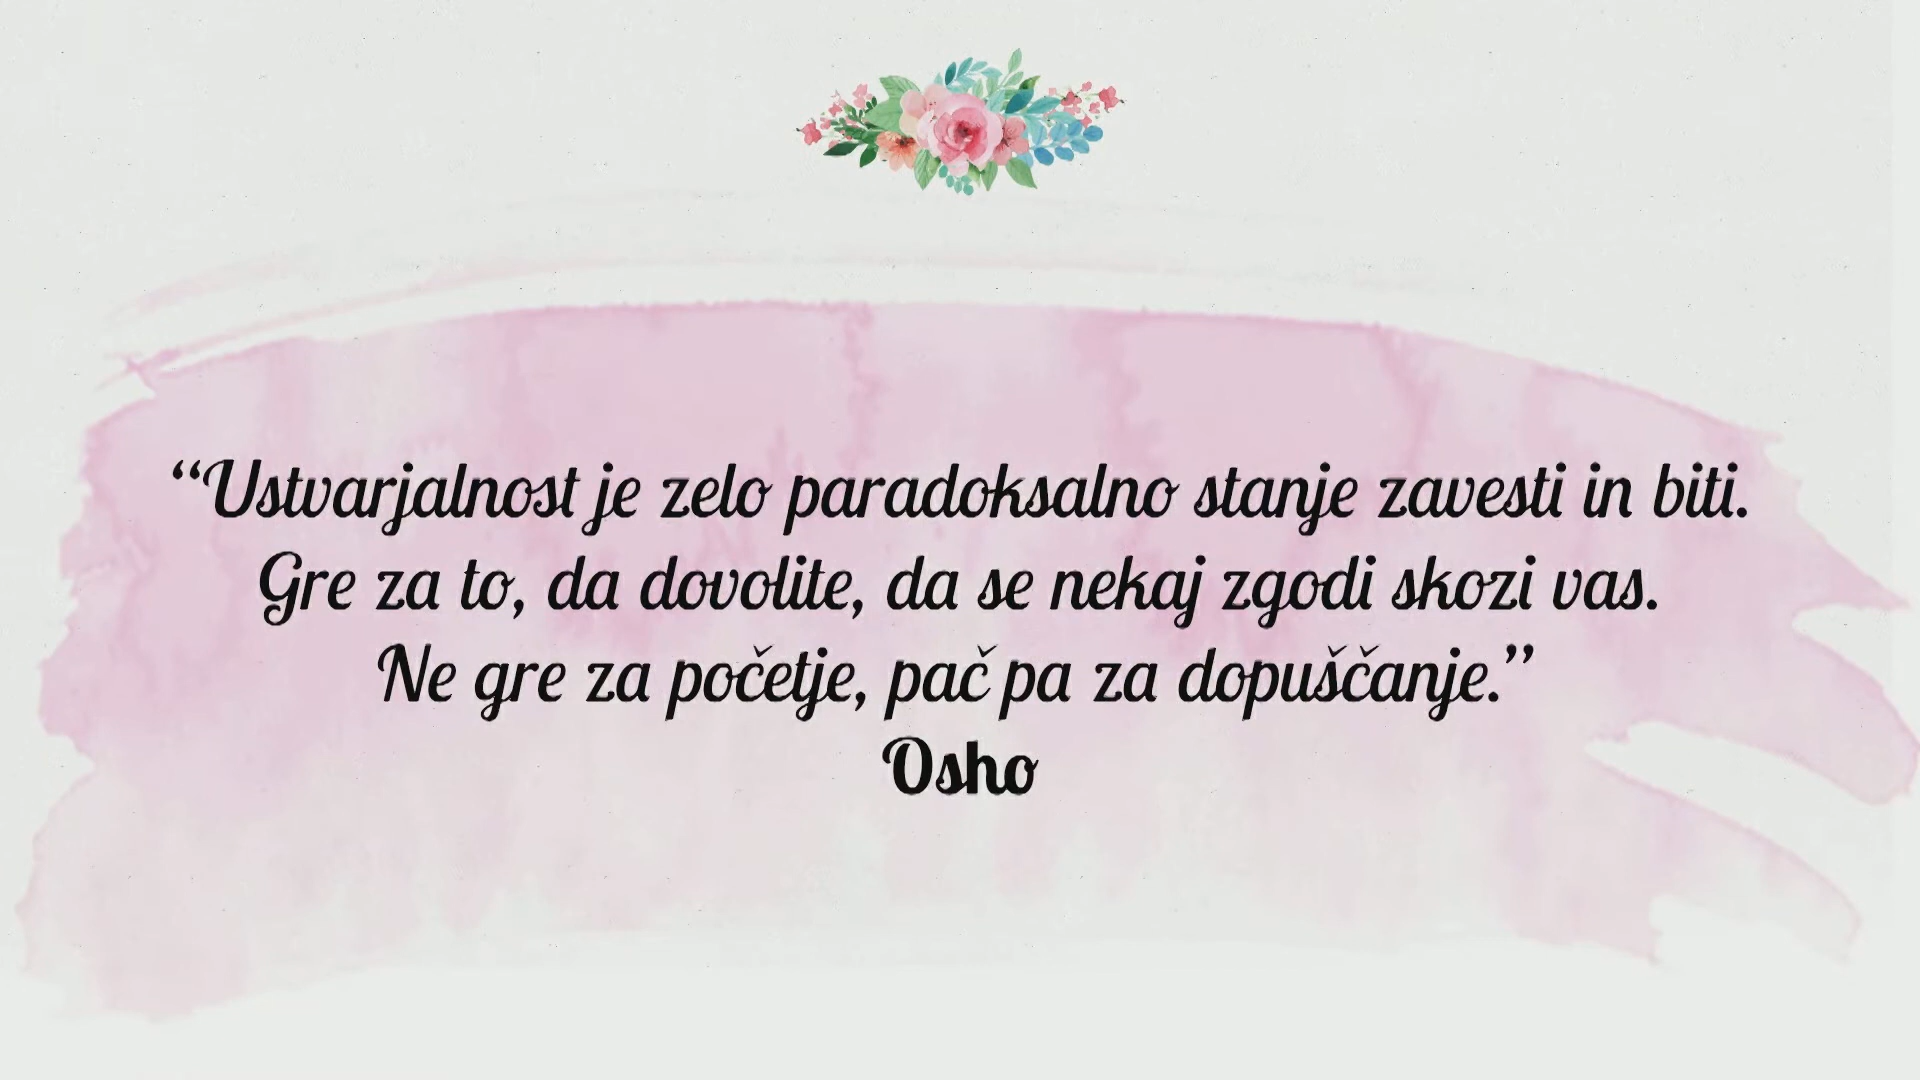 “Ustvarjalnost je zelo paradoksalno stanje zavesti in biti.
Gre za to, da dovolite, da se nekaj zgodi skozi vas.
Ne gre za početje, pač pa za dopuščanje.”
Osho